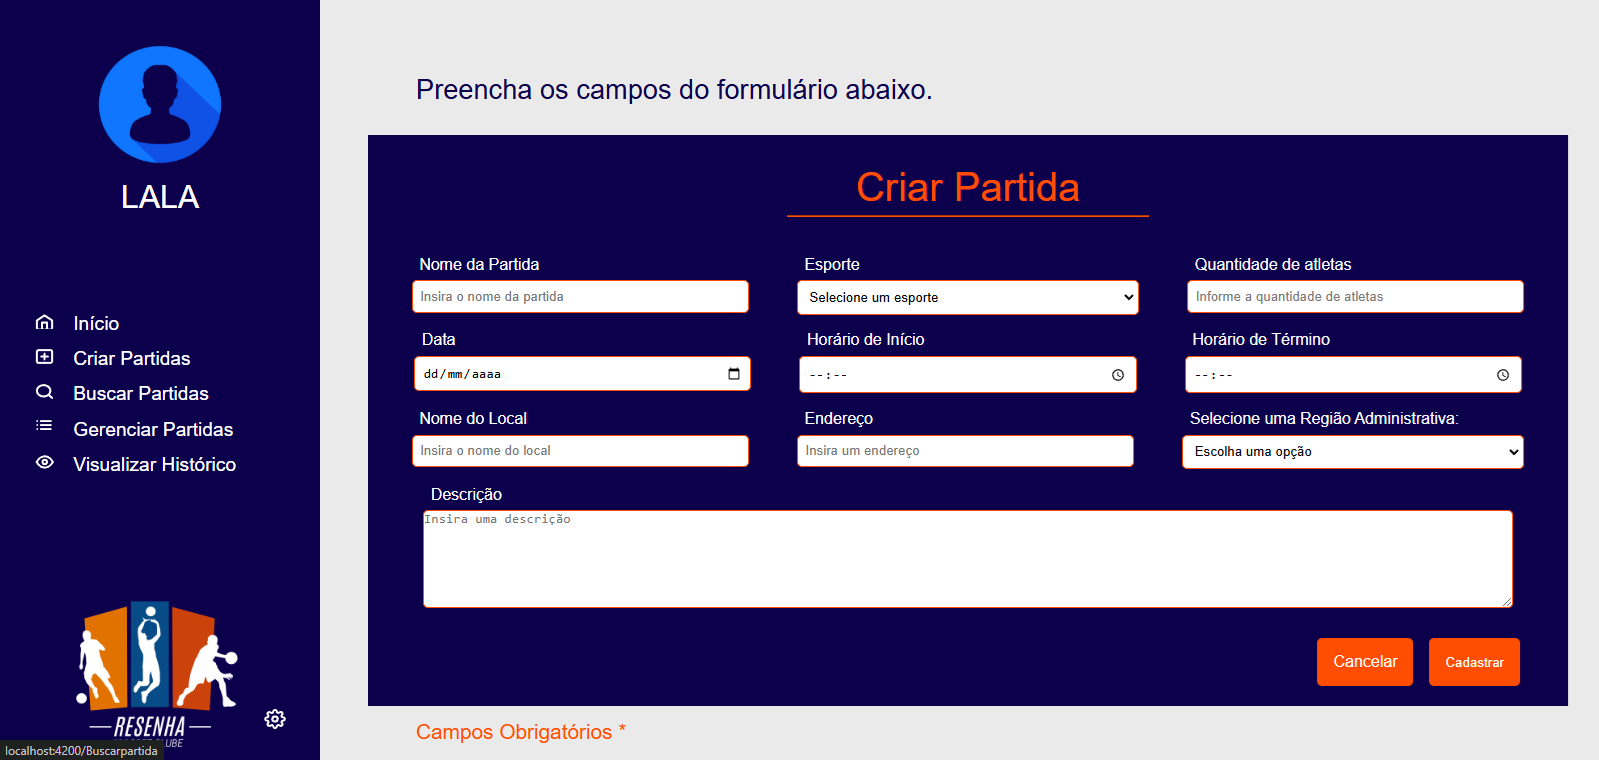 LALA
Início
Criar Partidas
Buscar Partidas
Gerenciar Partidas
Visualizar Histórico
RESENHA
localhost:4200/Buscarpartida
Preencha os campos do formulário abaixo.
Criar Partida
Nome da Partida Esporte Quantidade de atletas
Insira o nome da partida Selecione um esporte Informe a quantidade de atletas
Data Horário de Início Horário de Término
dd/mm/aaaa --:-- --:--
Nome do Local Endereço Selecione uma Região Administrativa:
Insira o nome do local Insira um endereço Escolha uma opção
Descrição
Insira uma descrição
Cancelar Cadastrar
Campos Obrigatórios *